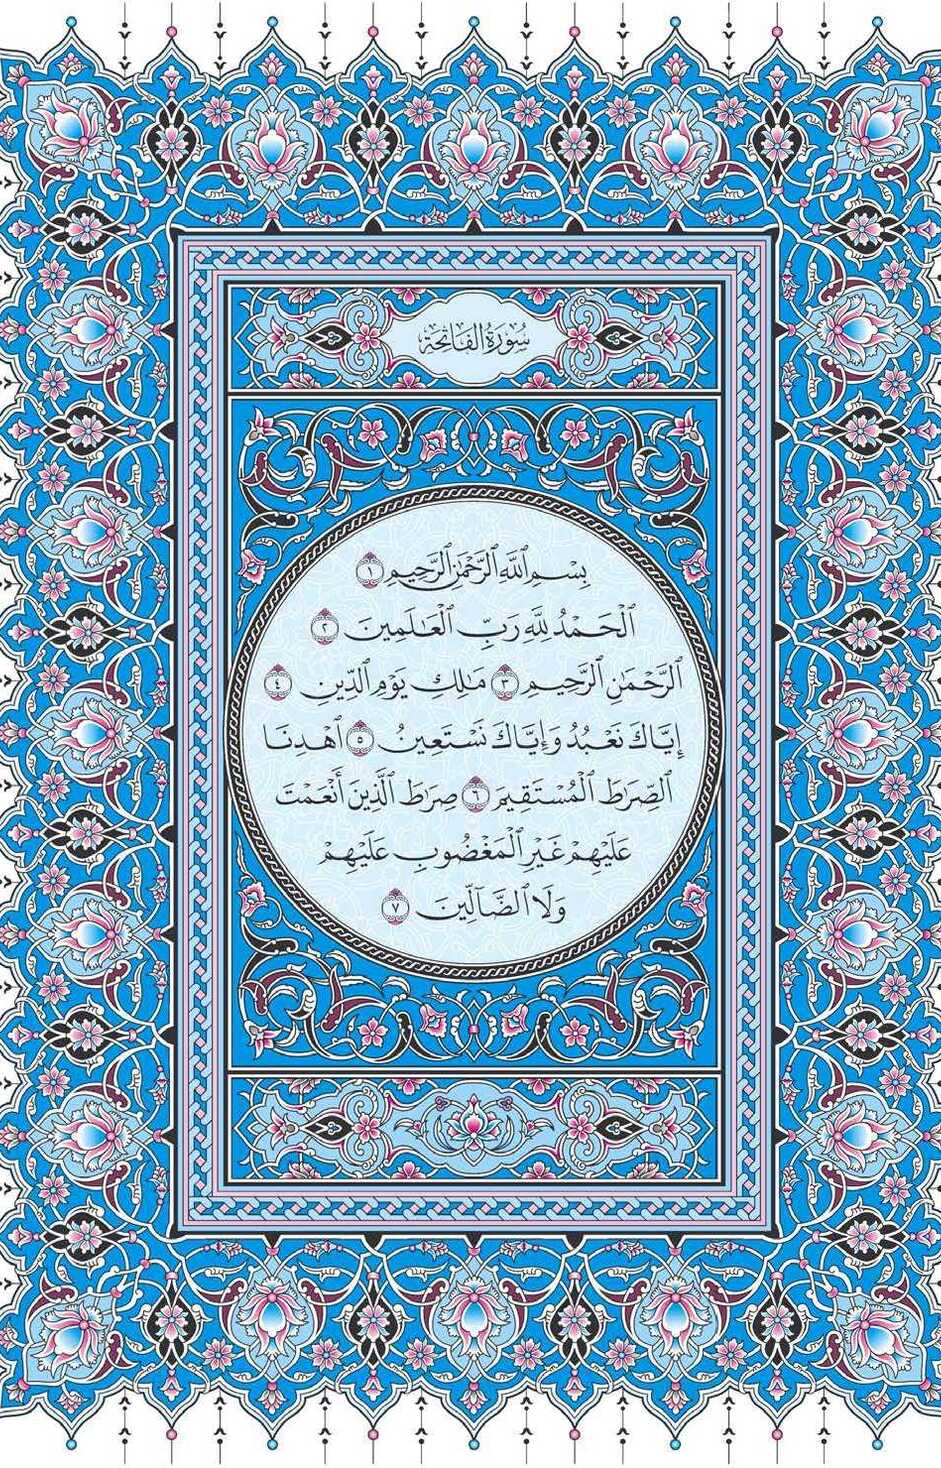 سُورَةُ الْفَاتِحَةِ
بِسْمِ ٱللَّهِ ٱلرَّحْمَٰنِ ٱلرَّحِيمِ ١
ٱلْحَمْدُ لِلَّهِ رَبِّ ٱلْعَٰلَمِينَ ٢
ٱلرَّحْمَٰنِ ٱلرَّحِيمِ ٣ مَٰلِكِ يَوْمِ ٱلدِّينِ ٤
إِيَّاكَ نَعْبُدُ وَإِيَّاكَ نَسْتَعِينُ ٥ ٱهْدِنَا
ٱلصِّرَٰطَ ٱلْمُسْتَقِيمَ ٦ صِرَٰطَ ٱلَّذِينَ أَنْعَمْتَ
عَلَيْهِمْ غَيْرِ ٱلْمَغْضُوبِ عَلَيْهِمْ
وَلَا ٱلضَّآلِّينَ ٧